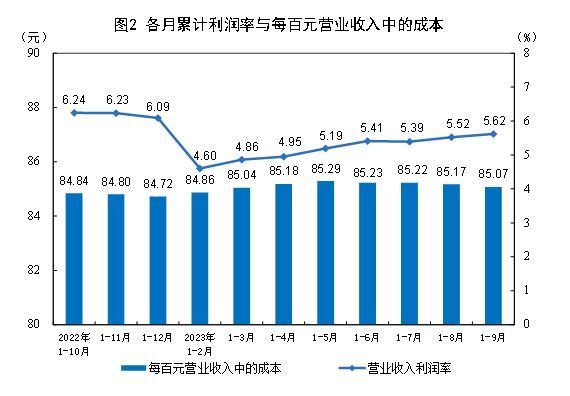 图2 各月累计利润率与每百元营业收入中的成本
(元) (%)
90 8
7
88 6.24 6.23 6.09 4.60 4.86 4.95 5.19 5.41 5.39 5.52 5.62 6
5
86
84.84 84.80 84.72 84.86 85.04 85.18 85.29 85.23 85.22 85.17 85.07
84 4
3
82 2
1
80 0
2022年 1-11月 1-12月 2023年 1-3月 1-4月 1-5月 1-6月 1-7月 1-8月 1-9月
1-10月 1-2月
每百元营业收入中的成本 营业收入利润率